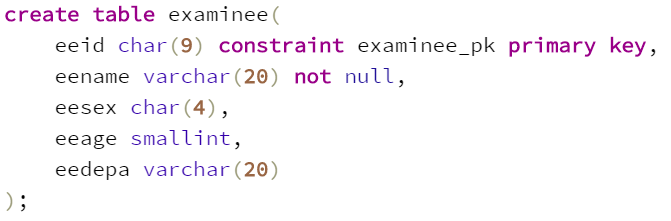 create table examinee(
    eeid char(9) constraint examinee_pk primary key,
    eename varchar(20) not null,
    eesex char(4),
    eeage smallint,
    eedepa varchar(20)
);